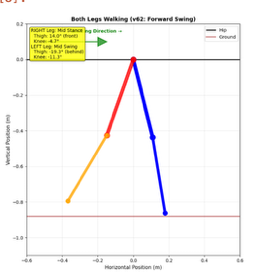 Both Legs Walking (v62: Forward Swing)
RIGHT Leg: Mid Stance
Thigh: 14.0° (front)
Knee: -4.7°
LEFT Leg: Mid Swing
Thigh: -19.3° (behind)
Knee: -11.3°
ng Direction →
Hip
Ground
Vertical Position (m)
0.2
0.0
−0.2
−0.4
−0.6
−0.8
−1.0
−0.6 −0.4 −0.2 0.0 0.2 0.4 0.6
Horizontal Position (m)